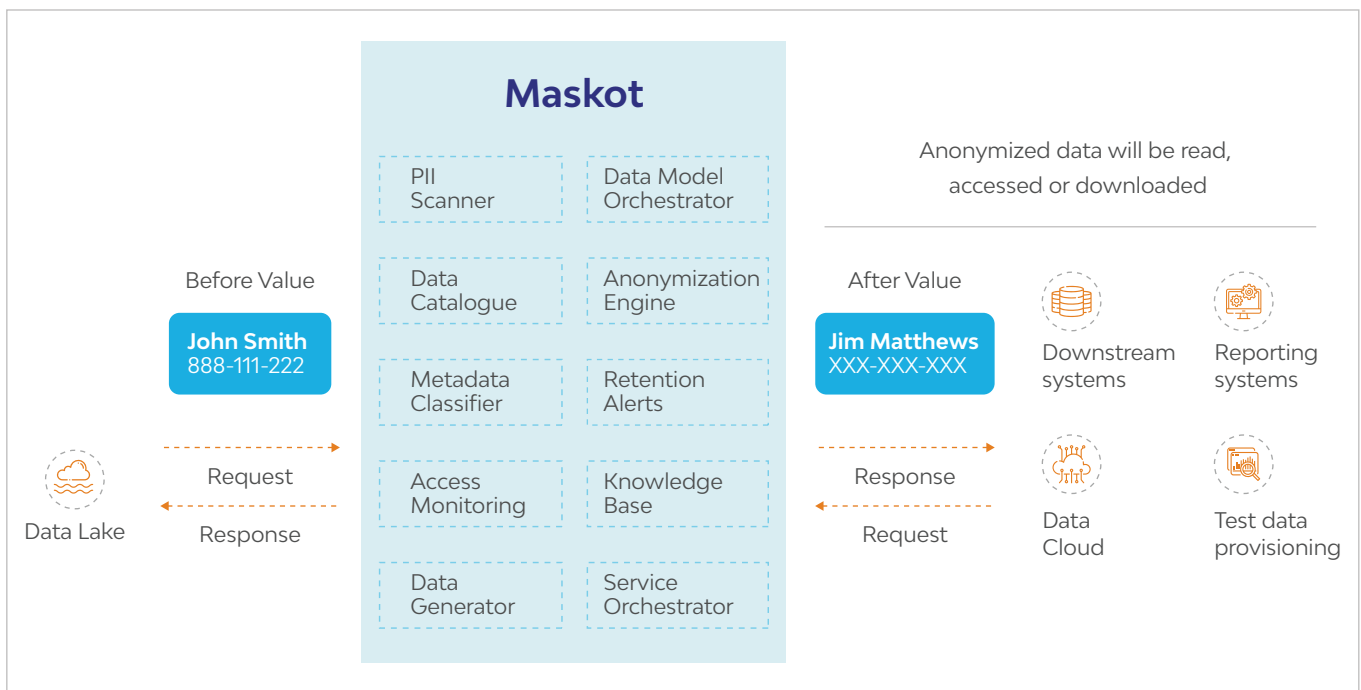 Maskot
PII
Scanner
Data Model
Orchestrator
Data
Catalogue
Anonymization
Engine
Metadata
Classifier
Retention
Alerts
Access
Monitoring
Knowledge
Base
Data
Generator
Service
Orchestrator
Before Value
John Smith
888-111-222
Request
Response
Data Lake
Anonymized data will be read,
accessed or downloaded
After Value
Jim Matthews
XXX-XXX-XXX
Response
Request
Downstream
systems
Reporting
systems
Data
Cloud
Test data
provisioning